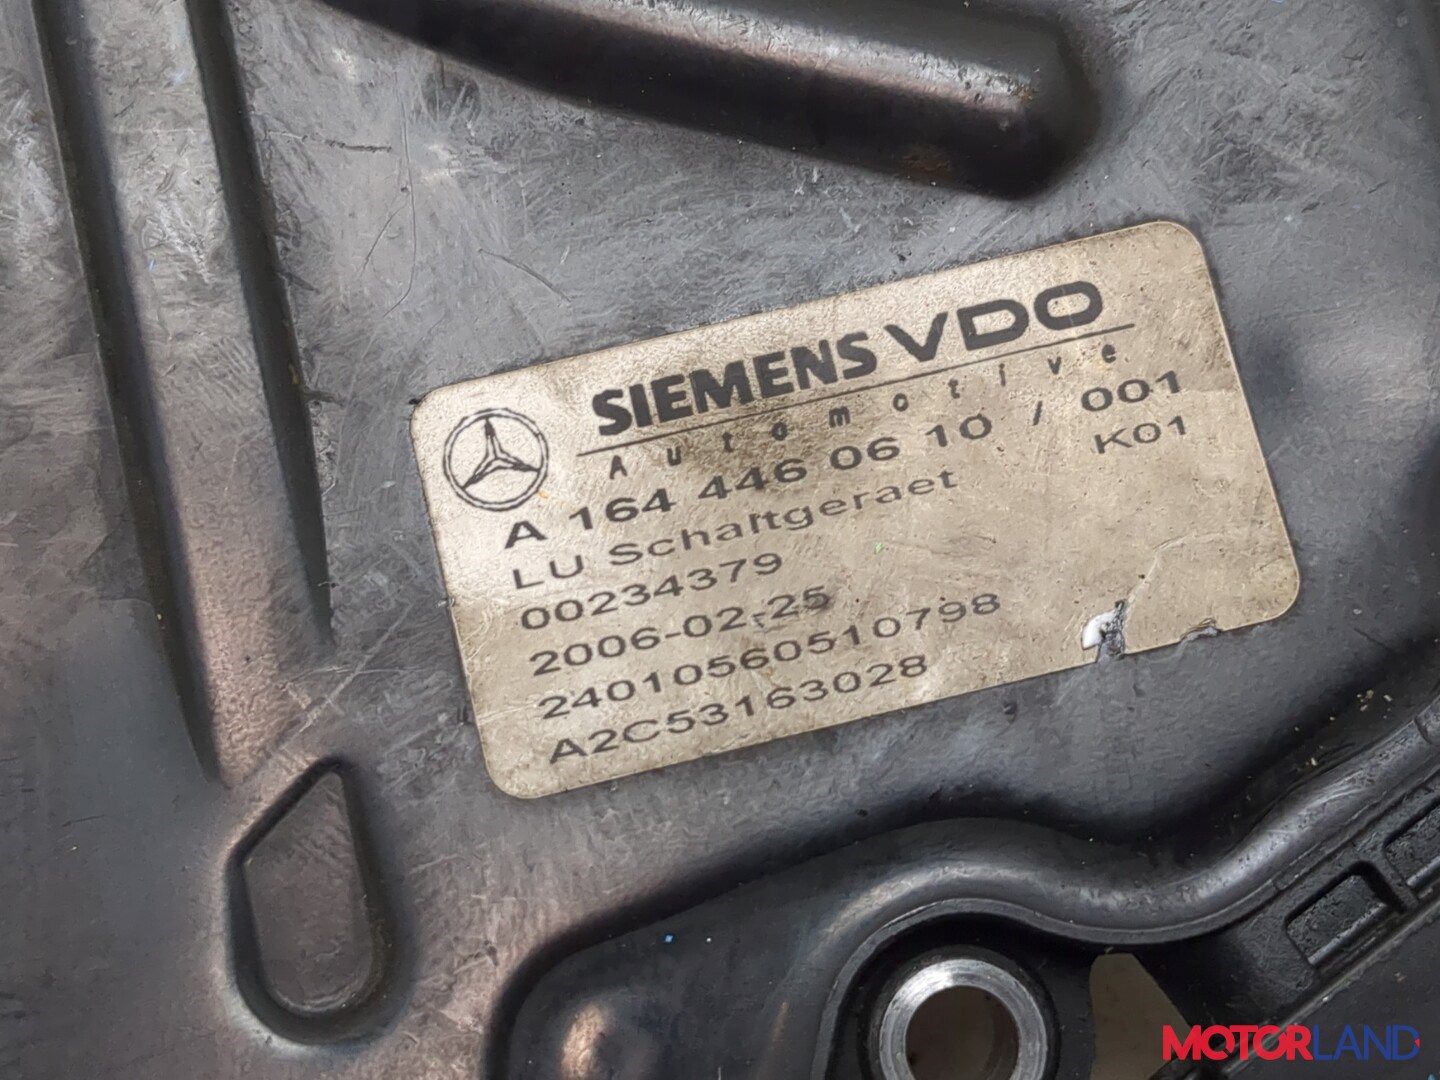 SIEMENS VDO
Automotive
A 164 446 06 10 / 001
LU Schaltgeraet K01
00234379
2006-02-25
24010560510798
A2C53163028
MOTORLAND